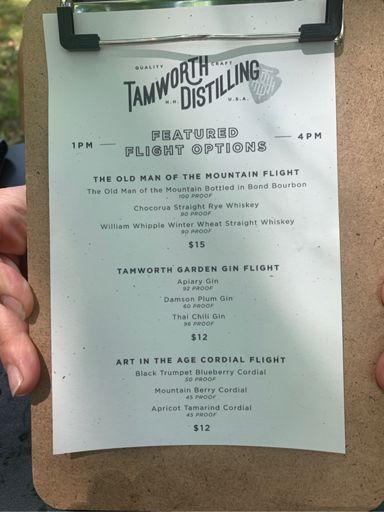 QUALITY CRAFT
TAMWORTH
DISTILLING
N.H. U.S.A.
1PM FEATURED FLIGHT OPTIONS 4PM
THE OLD MAN OF THE MOUNTAIN FLIGHT
The Old Man of the Mountain Bottled in Bond Bourbon
100 PROOF
Chocorua Straight Rye Whiskey
90 PROOF
William Whipple Winter Wheat Straight Whiskey
90 PROOF
$15
TAMWORTH GARDEN GIN FLIGHT
Apiary Gin
92 PROOF
Damson Plum Gin
60 PROOF
Thai Chili Gin
96 PROOF
$12
ART IN THE AGE CORDIAL FLIGHT
Black Trumpet Blueberry Cordial
50 PROOF
Mountain Berry Cordial
45 PROOF
Apricot Tamarind Cordial
45 PROOF
$12